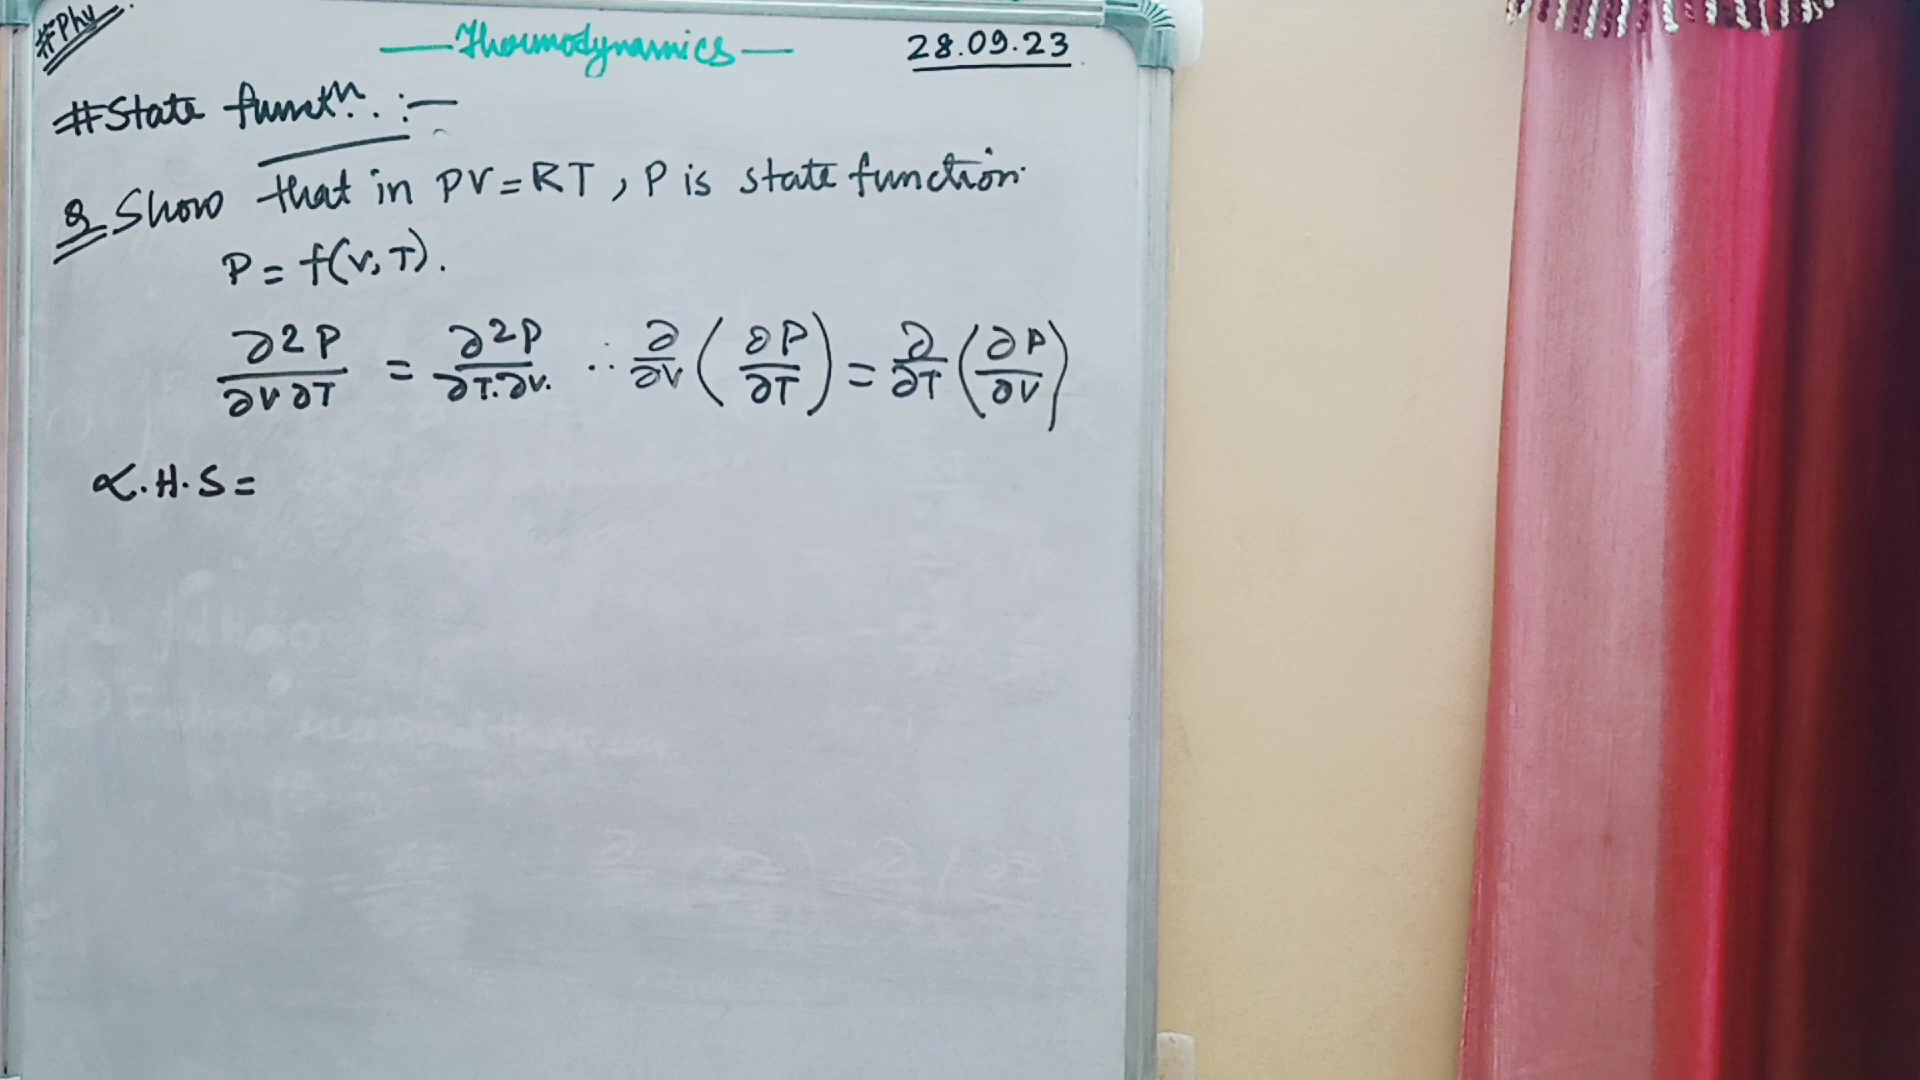 #Phy
—Thermodynamics— 28.09.23
#State functn. :-
Q Show that in PV=RT, P is state function.
P = f(V,T).
∂2P/∂V∂T = ∂2P/∂T.∂V. ∴ ∂/∂V (∂P/∂T) = ∂/∂T (∂P/∂V)
L.H.S =